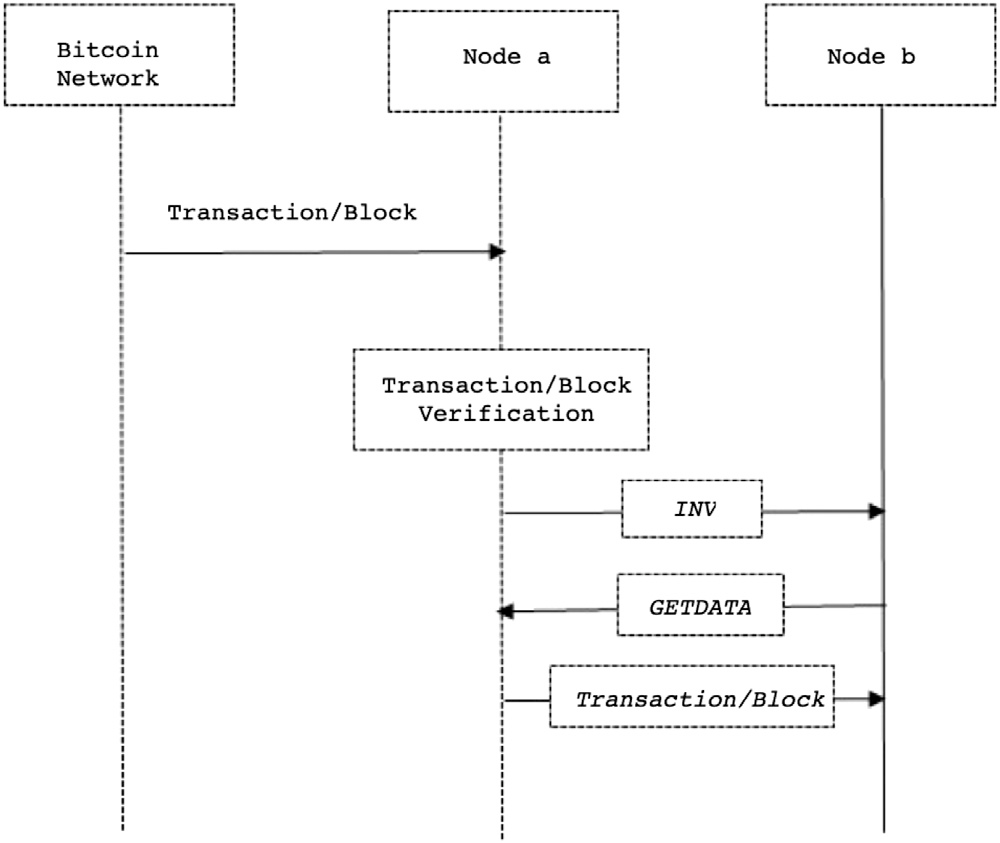 Bitcoin
Network
Node a
Node b
Transaction/Block
Transaction/Block
Verification
INV
GETDATA
Transaction/Block